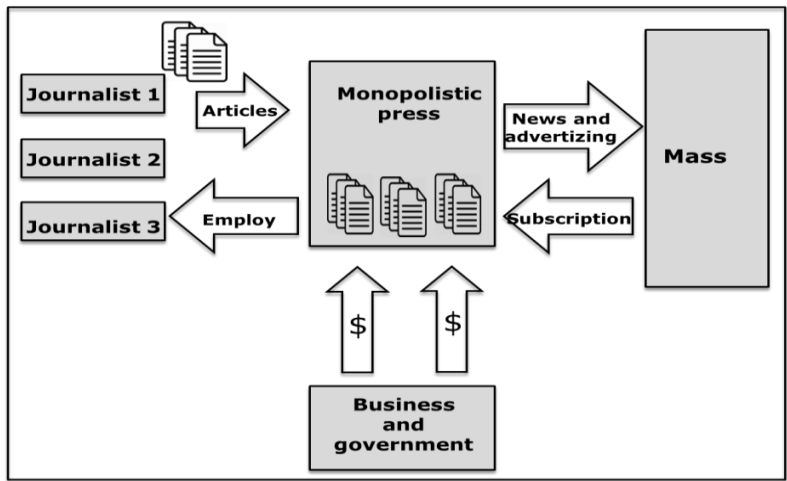 Journalist 1
Journalist 2
Journalist 3
Articles
Employ
Monopolistic
press
News and
advertizing
Subscription
Mass
$
$
Business
and
government